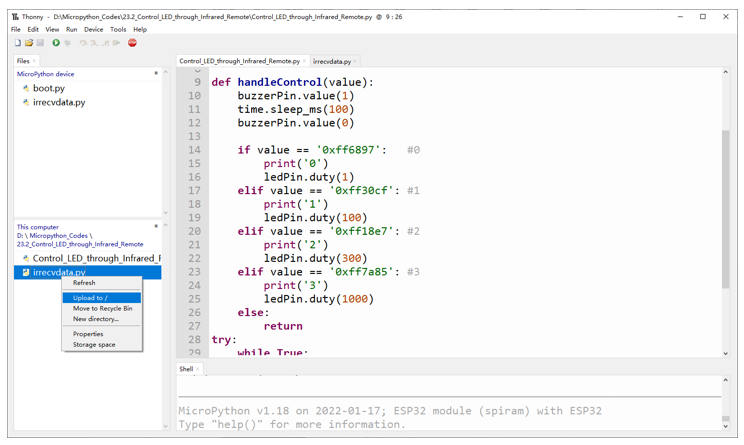 Thonny - D:\Micropython_Codes\23.2_Control_LED_through_Infrared_Remote\Control_LED_through_Infrared_Remote.py @ 9 : 26
File Edit View Run Device Tools Help
Files
MicroPython device
boot.py
irrecvdata.py
This computer
D: \ Micropython_Codes \
23.2_Control_LED_through_Infrared_Remote
Control_LED_through_Infrared_F
irrecvdata.py
Refresh
Upload to /
Move to Recycle Bin
New directory...
Properties
Storage space
Control_LED_through_Infrared_Remote.py irrecvdata.py
9 def handleControl(value):
10 buzzerPin.value(1)
11 time.sleep_ms(100)
12 buzzerPin.value(0)
13
14 if value == '0xff6897': #0
15 print('0')
16 ledPin.duty(1)
17 elif value == '0xff30cf': #1
18 print('1')
19 ledPin.duty(100)
20 elif value == '0xff18e7': #2
21 print('2')
22 ledPin.duty(300)
23 elif value == '0xff7a85': #3
24 print('3')
25 ledPin.duty(1000)
26 else:
27 return
28 try:
29 while True:
Shell
MicroPython v1.18 on 2022-01-17; ESP32 module (spiram) with ESP32
Type "help()" for more information.